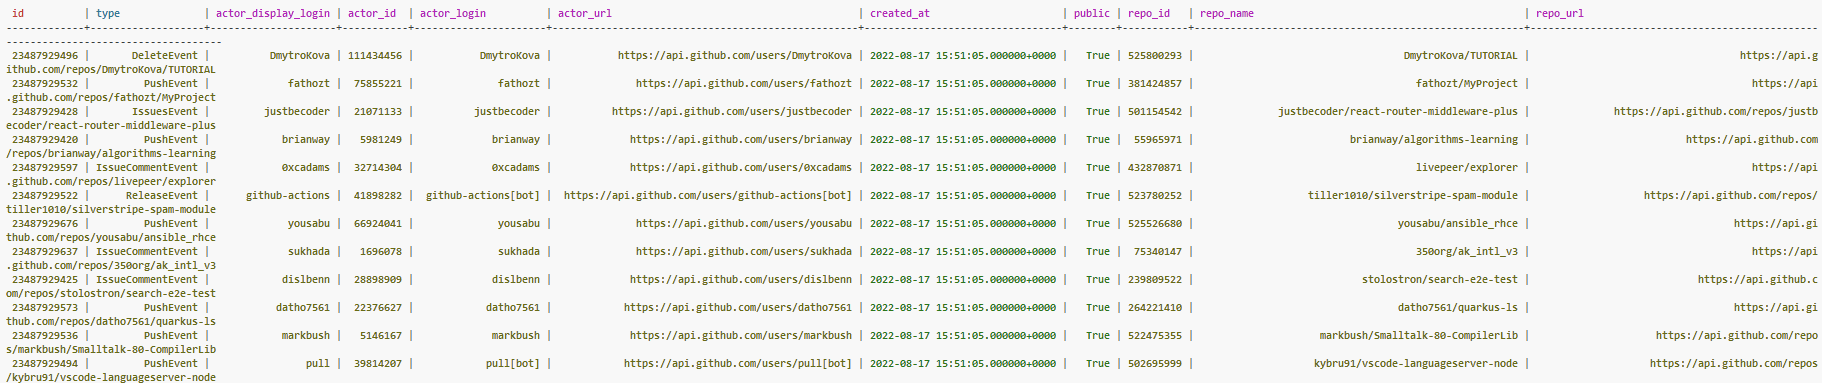 id | type | actor_display_login | actor_id | actor_login | actor_url | created_at | public | repo_id | repo_name | repo_url
23487929496 | DeleteEvent | DmytroKova | 111434456 | DmytroKova | https://api.github.com/users/DmytroKova | 2022-08-17 15:51:05.000000+0000 | True | 525800293 | DmytroKova/TUTORIAL | https://api.g
ithub.com/repos/DmytroKova/TUTORIAL
23487929532 | PushEvent | fathozt | 75855221 | fathozt | https://api.github.com/users/fathozt | 2022-08-17 15:51:05.000000+0000 | True | 381424857 | fathozt/MyProject | https://api
.github.com/repos/fathozt/MyProject
23487929428 | IssuesEvent | justbecoder | 21071133 | justbecoder | https://api.github.com/users/justbecoder | 2022-08-17 15:51:05.000000+0000 | True | 501154542 | justbecoder/react-router-middleware-plus | https://api.github.com/repos/justb
ecoder/react-router-middleware-plus
23487929420 | PushEvent | brianway | 5981249 | brianway | https://api.github.com/users/brianway | 2022-08-17 15:51:05.000000+0000 | True | 55965971 | brianway/algorithms-learning | https://api.github.com
/repos/brianway/algorithms-learning
23487929597 | IssueCommentEvent | 0xcadams | 32714304 | 0xcadams | https://api.github.com/users/0xcadams | 2022-08-17 15:51:05.000000+0000 | True | 432870871 | livepeer/explorer | https://api
.github.com/repos/livepeer/explorer
23487929522 | ReleaseEvent | github-actions | 41898282 | github-actions[bot] | https://api.github.com/users/github-actions[bot] | 2022-08-17 15:51:05.000000+0000 | True | 523780252 | tiller1010/silverstripe-spam-module | https://api.github.com/repos/
tiller1010/silverstripe-spam-module
23487929676 | PushEvent | yousabu | 66924041 | yousabu | https://api.github.com/users/yousabu | 2022-08-17 15:51:05.000000+0000 | True | 525526680 | yousabu/ansible_rhce | https://api.gi
thub.com/repos/yousabu/ansible_rhce
23487929637 | IssueCommentEvent | sukhada | 1696078 | sukhada | https://api.github.com/users/sukhada | 2022-08-17 15:51:05.000000+0000 | True | 75340147 | 350org/ak_intl_v3 | https://api
.github.com/repos/350org/ak_intl_v3
23487929425 | IssueCommentEvent | dislbenn | 28898909 | dislbenn | https://api.github.com/users/dislbenn | 2022-08-17 15:51:05.000000+0000 | True | 239809522 | stolostron/search-e2e-test | https://api.github.c
om/repos/stolostron/search-e2e-test
23487929573 | PushEvent | datho7561 | 22376627 | datho7561 | https://api.github.com/users/datho7561 | 2022-08-17 15:51:05.000000+0000 | True | 264221410 | datho7561/quarkus-ls | https://api.gi
thub.com/repos/datho7561/quarkus-ls
23487929536 | PushEvent | markbush | 5146167 | markbush | https://api.github.com/users/markbush | 2022-08-17 15:51:05.000000+0000 | True | 522475355 | markbush/Smalltalk-80-CompilerLib | https://api.github.com/repo
s/markbush/Smalltalk-80-CompilerLib
23487929494 | PushEvent | pull | 39814207 | pull[bot] | https://api.github.com/users/pull[bot] | 2022-08-17 15:51:05.000000+0000 | True | 502695999 | kybru91/vscode-languageserver-node | https://api.github.com/repos
/kybru91/vscode-languageserver-node